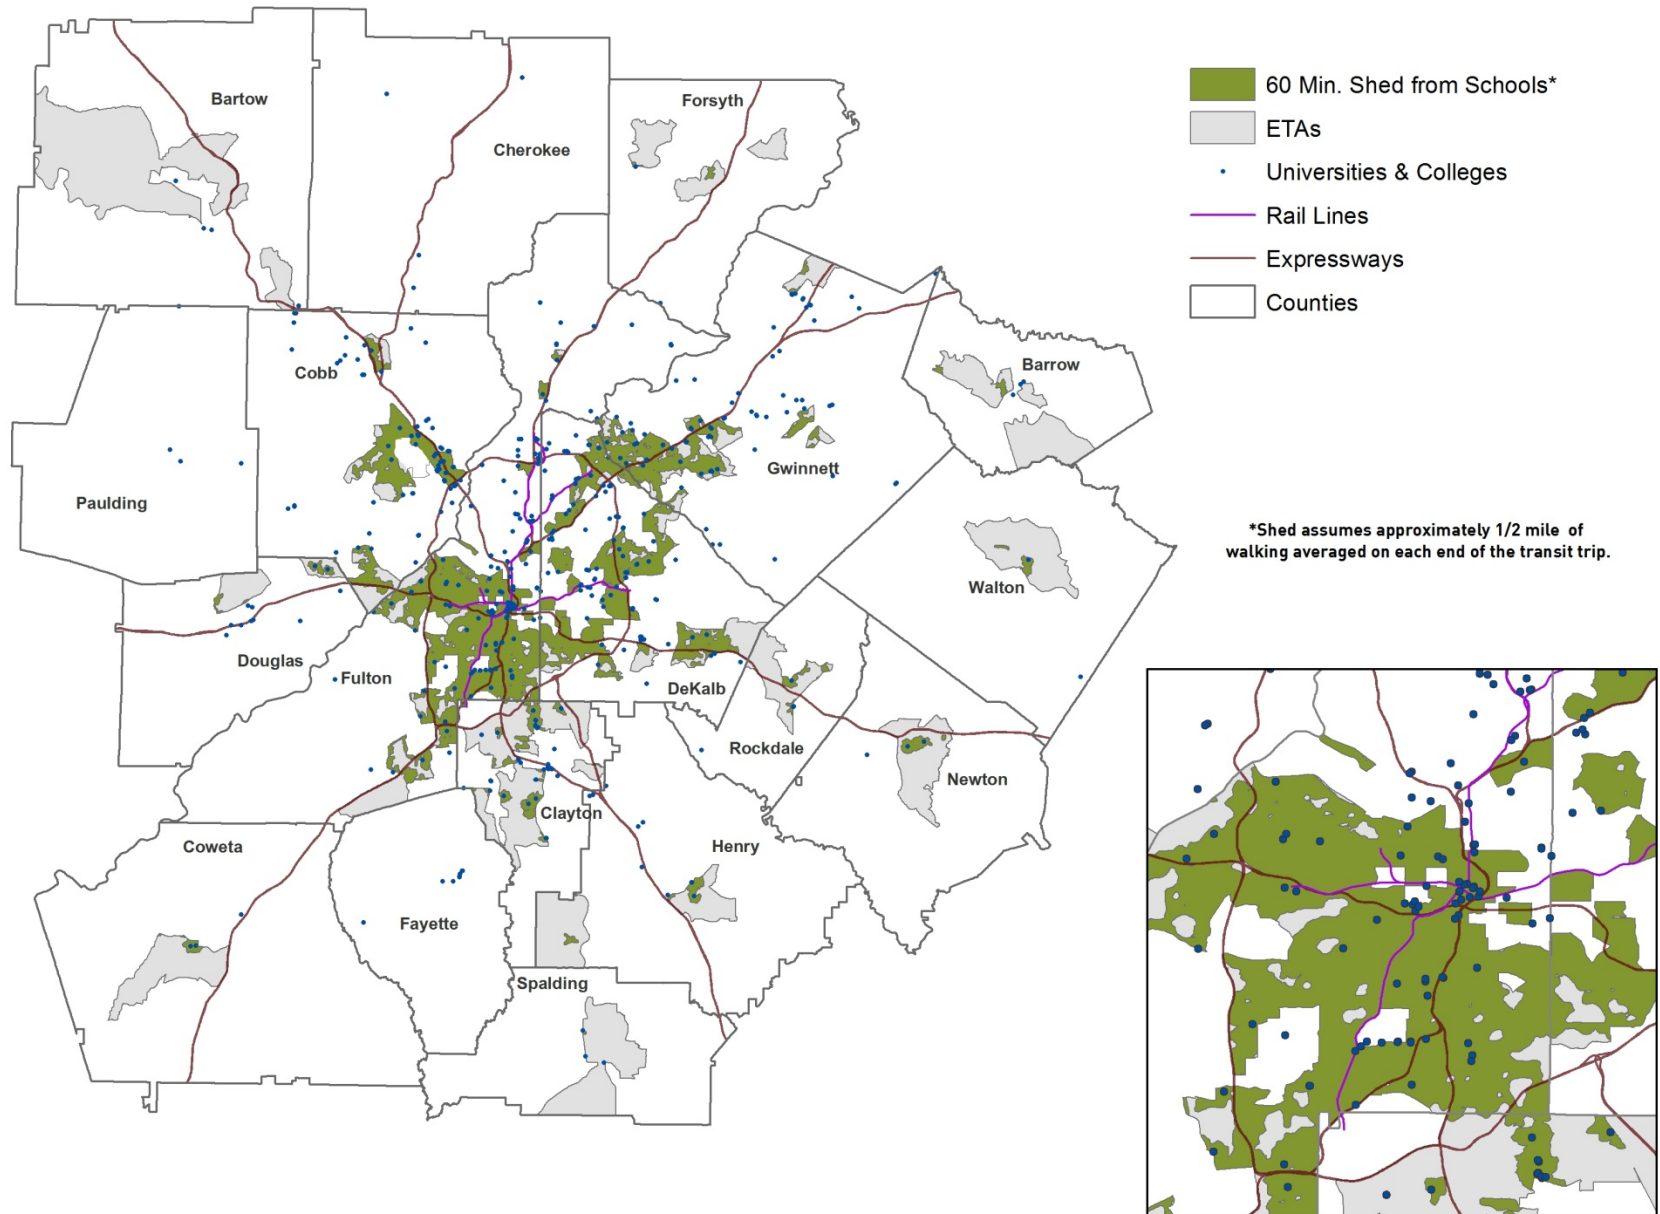 Bartow
Forsyth
Cherokee
Cobb
Barrow
Gwinnett
Paulding
Walton
Douglas
Fulton
DeKalb
Rockdale
Newton
Clayton
Coweta
Henry
Fayette
Spalding
60 Min. Shed from Schools*
ETAs
Universities & Colleges
Rail Lines
Expressways
Counties
*Shed assumes approximately 1/2 mile of
walking averaged on each end of the transit trip.